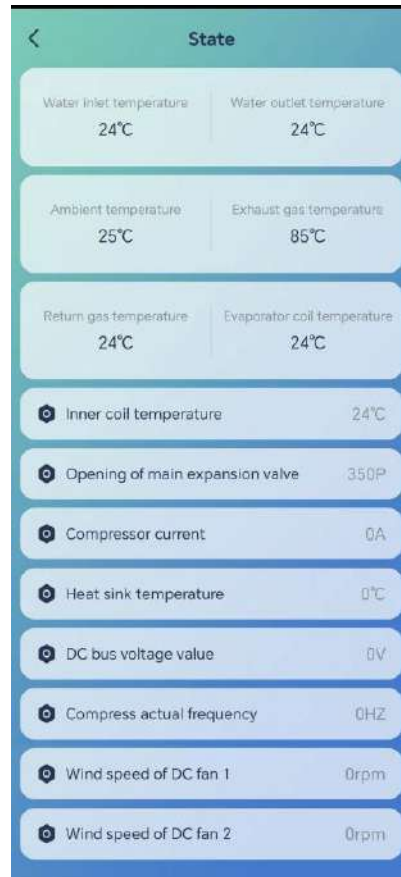 State
Water inlet temperature Water outlet temperature
24℃ 24℃
Ambient temperature Exhaust gas temperature
25℃ 85℃
Return gas temperature Evaporator coil temperature
24℃ 24℃
Inner coil temperature 24℃
Opening of main expansion valve 350P
Compressor current 0A
Heat sink temperature 0℃
DC bus voltage value 0V
Compress actual frequency 0HZ
Wind speed of DC fan 1 0rpm
Wind speed of DC fan 2 0rpm